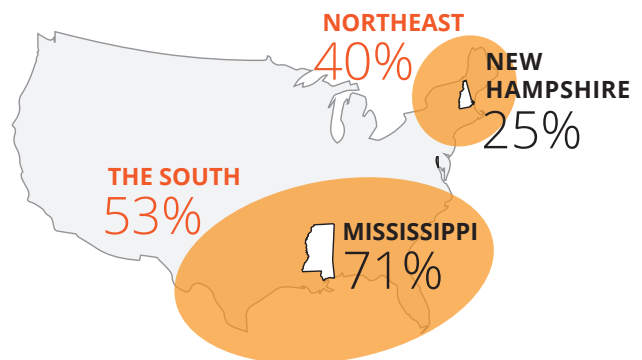 NORTHEAST
40%
NEW
HAMPSHIRE
25%
THE SOUTH
53%
MISSISSIPPI
71%